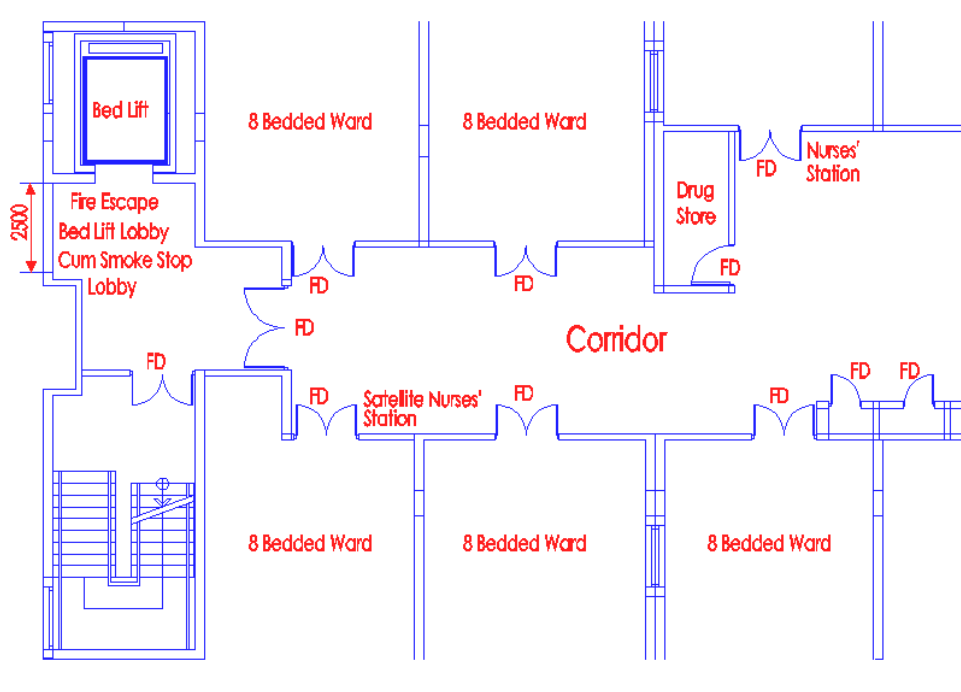 Bed Lift
8 Bedded Ward
8 Bedded Ward
Nurses'
Station
FD
Drug
Store
2500
Fire Escape
Bed Lift Lobby
Cum Smoke Stop
Lobby
FD
FD
FD
FD
Corridor
FD
FD
Satellite Nurses'
Station
FD
FD
FD
FD
8 Bedded Ward
8 Bedded Ward
8 Bedded Ward